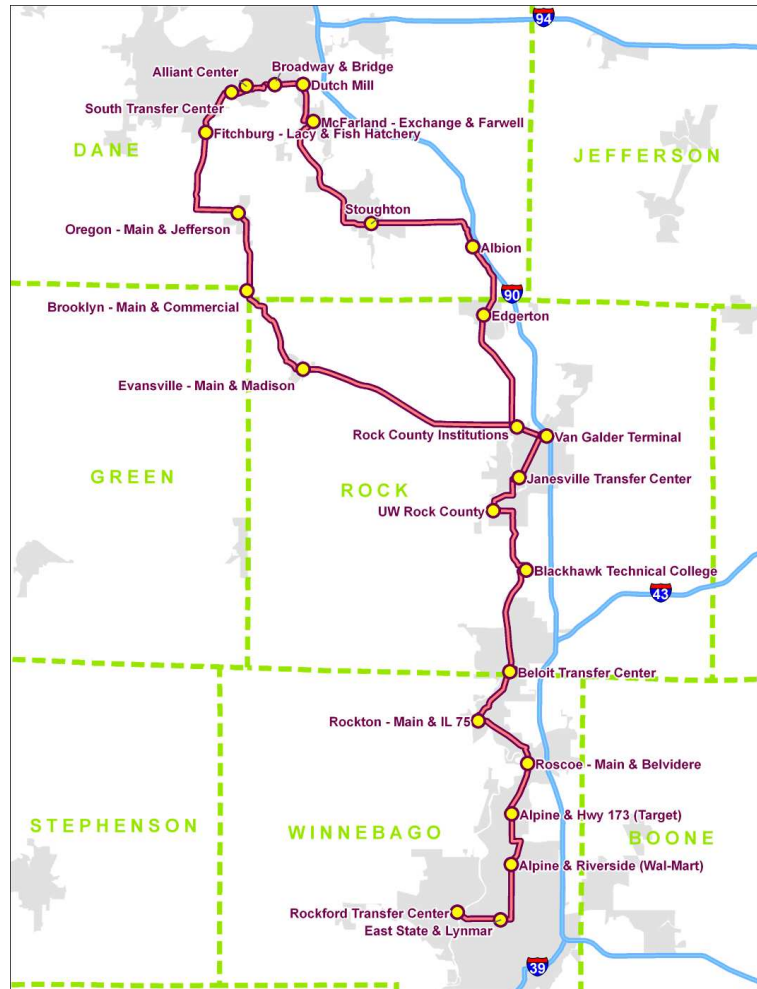 94
Broadway & Bridge
Alliant Center
Dutch Mill
South Transfer Center
McFarland - Exchange & Farwell
Fitchburg - Lacy & Fish Hatchery
DANE
JEFFERSON
Stoughton
Oregon - Main & Jefferson
Albion
90
Brooklyn - Main & Commercial
Edgerton
Evansville - Main & Madison
Rock County Institutions
Van Galder Terminal
GREEN
ROCK
Janesville Transfer Center
UW Rock County
Blackhawk Technical College
43
Beloit Transfer Center
Rockton - Main & IL 75
Roscoe - Main & Belvidere
Alpine & Hwy 173 (Target)
STEPHENSON
WINNEBAGO
BOONE
Alpine & Riverside (Wal-Mart)
Rockford Transfer Center
East State & Lynmar
39